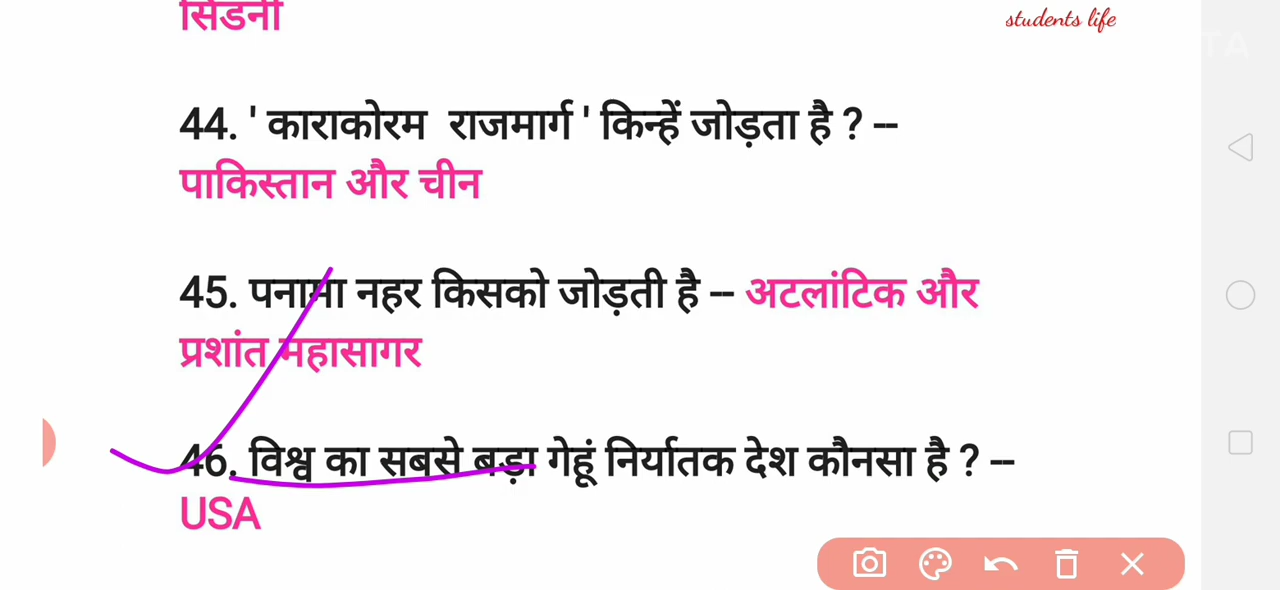 सिडनी
students life
44. ' काराकोरम राजमार्ग ' किन्हें जोड़ता है ? --
पाकिस्तान और चीन
45. पनामा नहर किसको जोड़ती है -- अटलांटिक और
प्रशांत महासागर
46. विश्व का सबसे बड़ा गेहूं निर्यातक देश कौनसा है ? --
USA